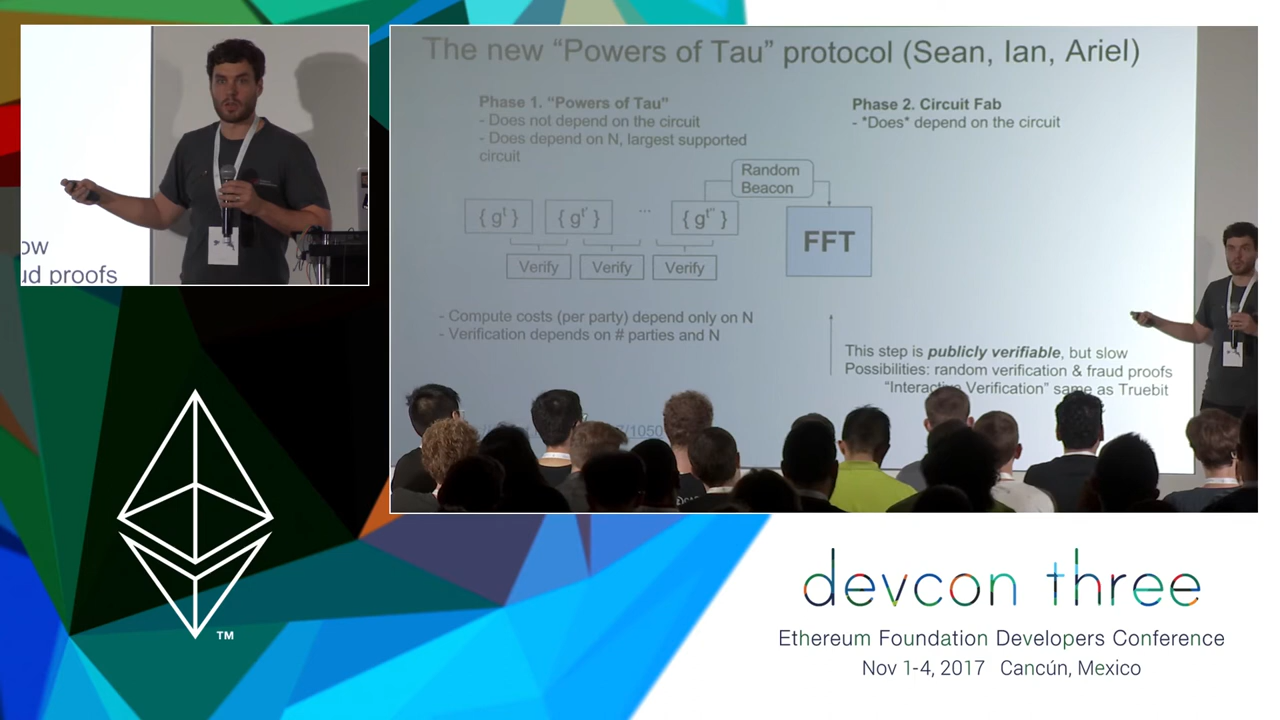 ow
ud proofs
The new “Powers of Tau” protocol (Sean, Ian, Ariel)
Phase 1. “Powers of Tau”
- Does not depend on the circuit
- Does depend on N, largest supported
circuit
Phase 2. Circuit Fab
- *Does* depend on the circuit
Random
Beacon
{ gᵗ } { gᵗ' } ... { gᵗ'' }
FFT
Verify Verify Verify
- Compute costs (per party) depend only on N
- Verification depends on # parties and N
This step is publicly verifiable, but slow
Possibilities: random verification & fraud proofs
“Interactive Verification” same as Truebit
/1050
TM
devcon three
Ethereum Foundation Developers Conference
Nov 1-4, 2017 Cancún, Mexico